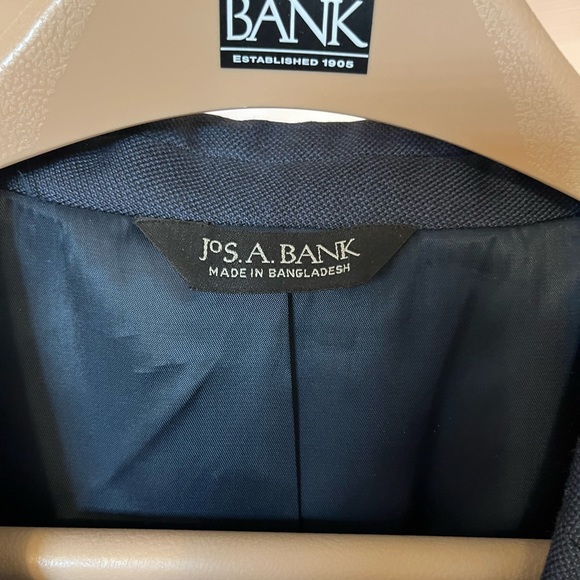 BANK
ESTABLISHED 1905
JOS. A. BANK
MADE IN BANGLADESH